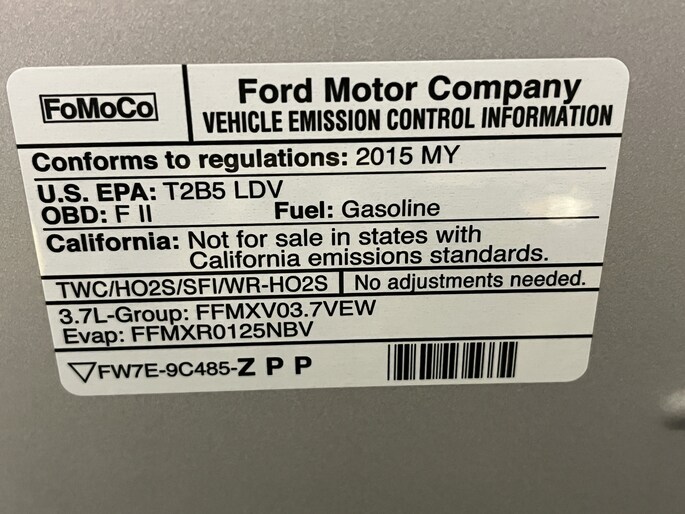 FoMoCo
Ford Motor Company
VEHICLE EMISSION CONTROL INFORMATION
Conforms to regulations: 2015 MY
U.S. EPA: T2B5 LDV
OBD: F II Fuel: Gasoline
California: Not for sale in states with
California emissions standards.
TWC/HO2S/SFI/WR-HO2S No adjustments needed.
3.7L-Group: FFMXV03.7VEW
Evap: FFMXR0125NBV
▽FW7E-9C485-Z P P